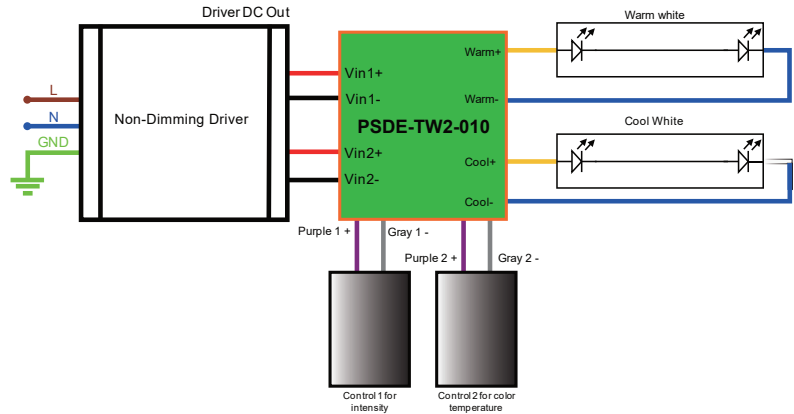 Driver DC Out
Warm white
Warm+
L
Vin1+
Vin1-
Warm-
N
Non-Dimming Driver
PSDE-TW2-010
Cool White
GND
Vin2+
Cool+
Vin2-
Cool-
Purple 1 +
Gray 1 -
Purple 2 +
Gray 2 -
Control 1 for
intensity
Control 2 for color
temperature